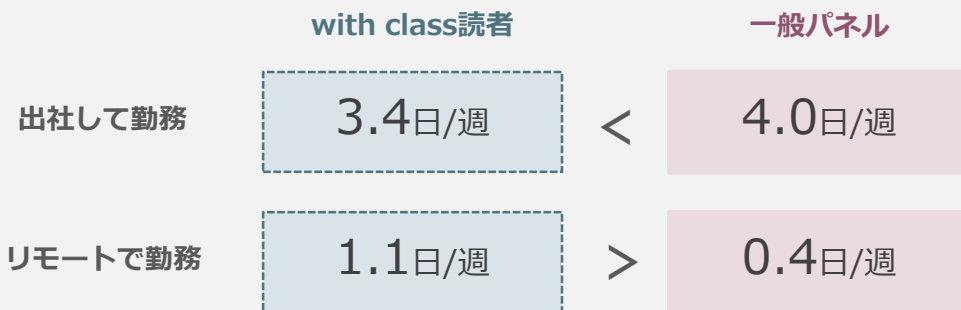 with class読者 一般パネル
出社して勤務 3.4日/週 < 4.0日/週
リモートで勤務 1.1日/週 > 0.4日/週